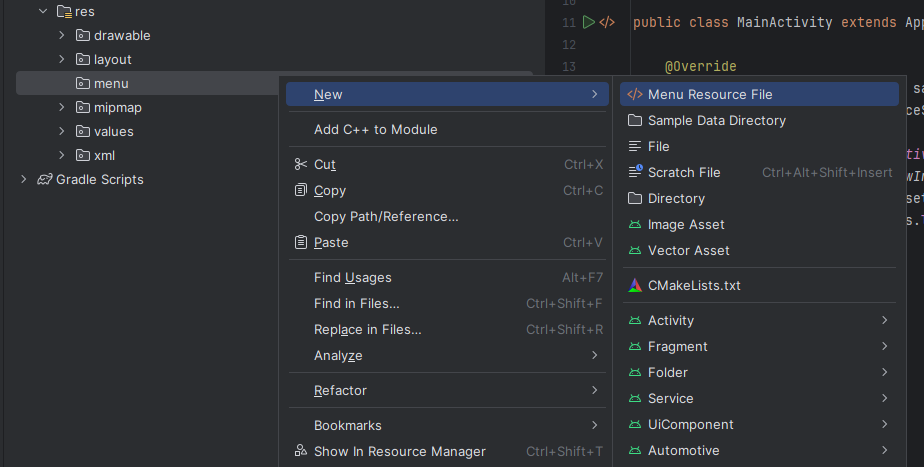 res
drawable
layout
menu
mipmap
values
xml
Gradle Scripts
10
11 public class MainActivity extends App
12
13 @Override
New
Add C++ to Module
Cut Ctrl+X
Copy Ctrl+C
Copy Path/Reference...
Paste Ctrl+V
Find Usages Alt+F7
Find in Files... Ctrl+Shift+F
Replace in Files... Ctrl+Shift+R
Analyze
Refactor
Bookmarks
Show In Resource Manager Ctrl+Shift+T
Menu Resource File
Sample Data Directory
File
Scratch File Ctrl+Alt+Shift+Insert
Directory
Image Asset
Vector Asset
CMakeLists.txt
Activity
Fragment
Folder
Service
UiComponent
Automotive